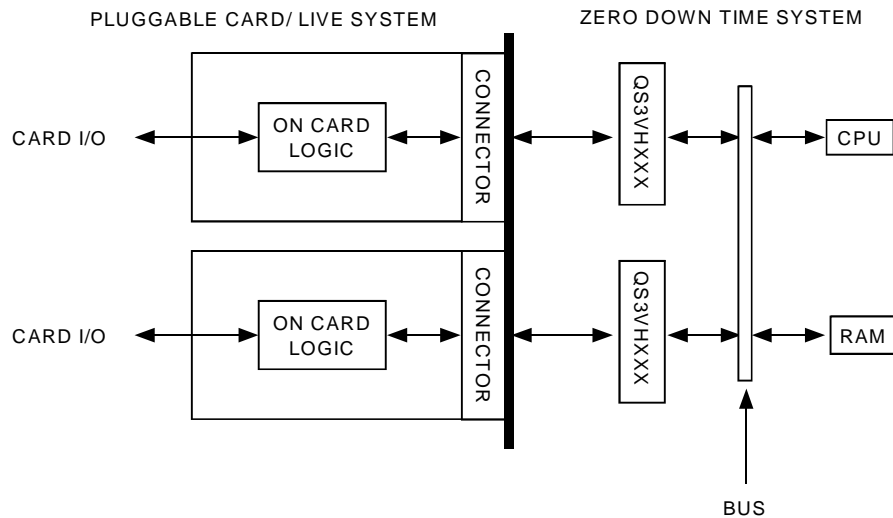 PLUGGABLE CARD/ LIVE SYSTEM
ZERO DOWN TIME SYSTEM
CARD I/O
ON CARD
LOGIC
CONNECTOR
QS3VHXXX
CPU
CARD I/O
ON CARD
LOGIC
CONNECTOR
QS3VHXXX
RAM
BUS